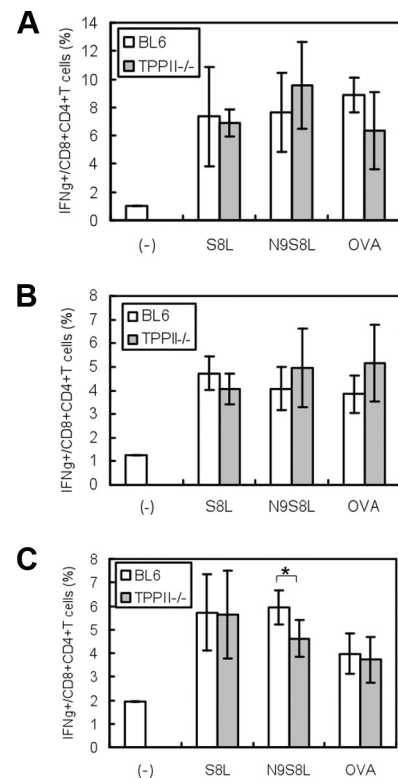 A
IFNg+/CD8+CD4+T cells (%)
14
12
10
8
6
4
2
0
BL6
TPPII-/-
(-) S8L N9S8L OVA
B
IFNg+/CD8+CD4+T cells (%)
8
7
6
5
4
3
2
1
0
BL6
TPPII-/-
(-) S8L N9S8L OVA
C
IFNg+/CD8+CD4+T cells (%)
8
7
6
5
4
3
2
1
0
BL6
TPPII-/-
*
(-) S8L N9S8L OVA